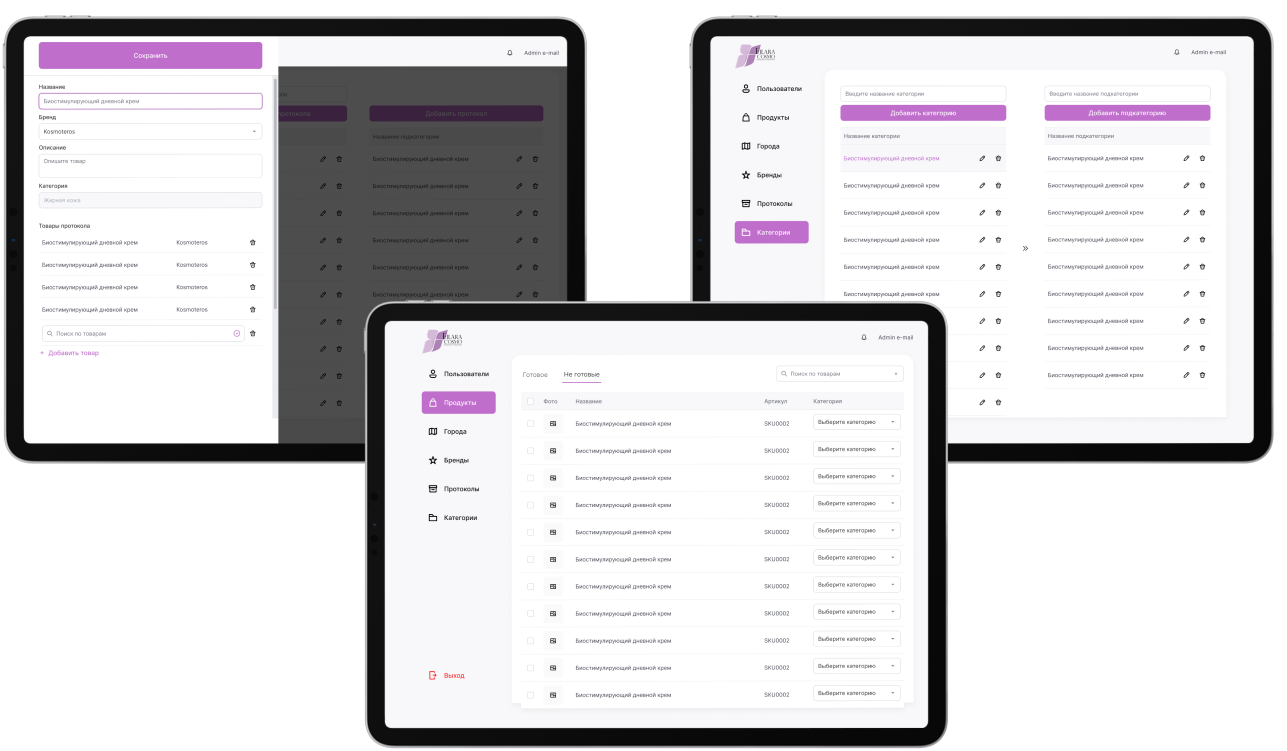 Сохранить
Название
Биостимулирующий дневной крем
Бренд
Kosmoteros
Описание
Опишите товар
Категория
Жирная кожа
Товары протокола
Биостимулирующий дневной крем Kosmoteros
Биостимулирующий дневной крем Kosmoteros
Биостимулирующий дневной крем Kosmoteros
Биостимулирующий дневной крем Kosmoteros
Поиск по товарам
+ Добавить товар
Admin e-mail
Добавить протокол
Название подкатегории
Биостимулирующий дневной крем
Биостимулирующий дневной крем
Биостимулирующий дневной крем
Биостимулирующий дневной крем
Биостимулирующий дневной крем
Биостимулирующий дневной крем
FILARA
COSMO
Admin e-mail
Пользователи
Продукты
Города
Бренды
Протоколы
Категории
Введите название категории
Добавить категорию
Название категории
Биостимулирующий дневной крем
Биостимулирующий дневной крем
Биостимулирующий дневной крем
Биостимулирующий дневной крем
Биостимулирующий дневной крем
Биостимулирующий дневной крем
»
Введите название подкатегории
Добавить подкатегорию
Название подкатегории
Биостимулирующий дневной крем
Биостимулирующий дневной крем
Биостимулирующий дневной крем
Биостимулирующий дневной крем
Биостимулирующий дневной крем
Биостимулирующий дневной крем
Биостимулирующий дневной крем
Биостимулирующий дневной крем
Биостимулирующий дневной крем
FILARA
COSMO
Admin e-mail
Пользователи
Продукты
Города
Бренды
Протоколы
Категории
Выход
Готовое Не готовые
Поиск по товарам
Фото Название Артикул Категория
Биостимулирующий дневной крем SKU0002 Выберите категорию
Биостимулирующий дневной крем SKU0002 Выберите категорию
Биостимулирующий дневной крем SKU0002 Выберите категорию
Биостимулирующий дневной крем SKU0002 Выберите категорию
Биостимулирующий дневной крем SKU0002 Выберите категорию
Биостимулирующий дневной крем SKU0002 Выберите категорию
Биостимулирующий дневной крем SKU0002 Выберите категорию
Биостимулирующий дневной крем SKU0002 Выберите категорию
Биостимулирующий дневной крем SKU0002 Выберите категорию
Биостимулирующий дневной крем SKU0002 Выберите категорию
Биостимулирующий дневной крем SKU0002 Выберите категорию